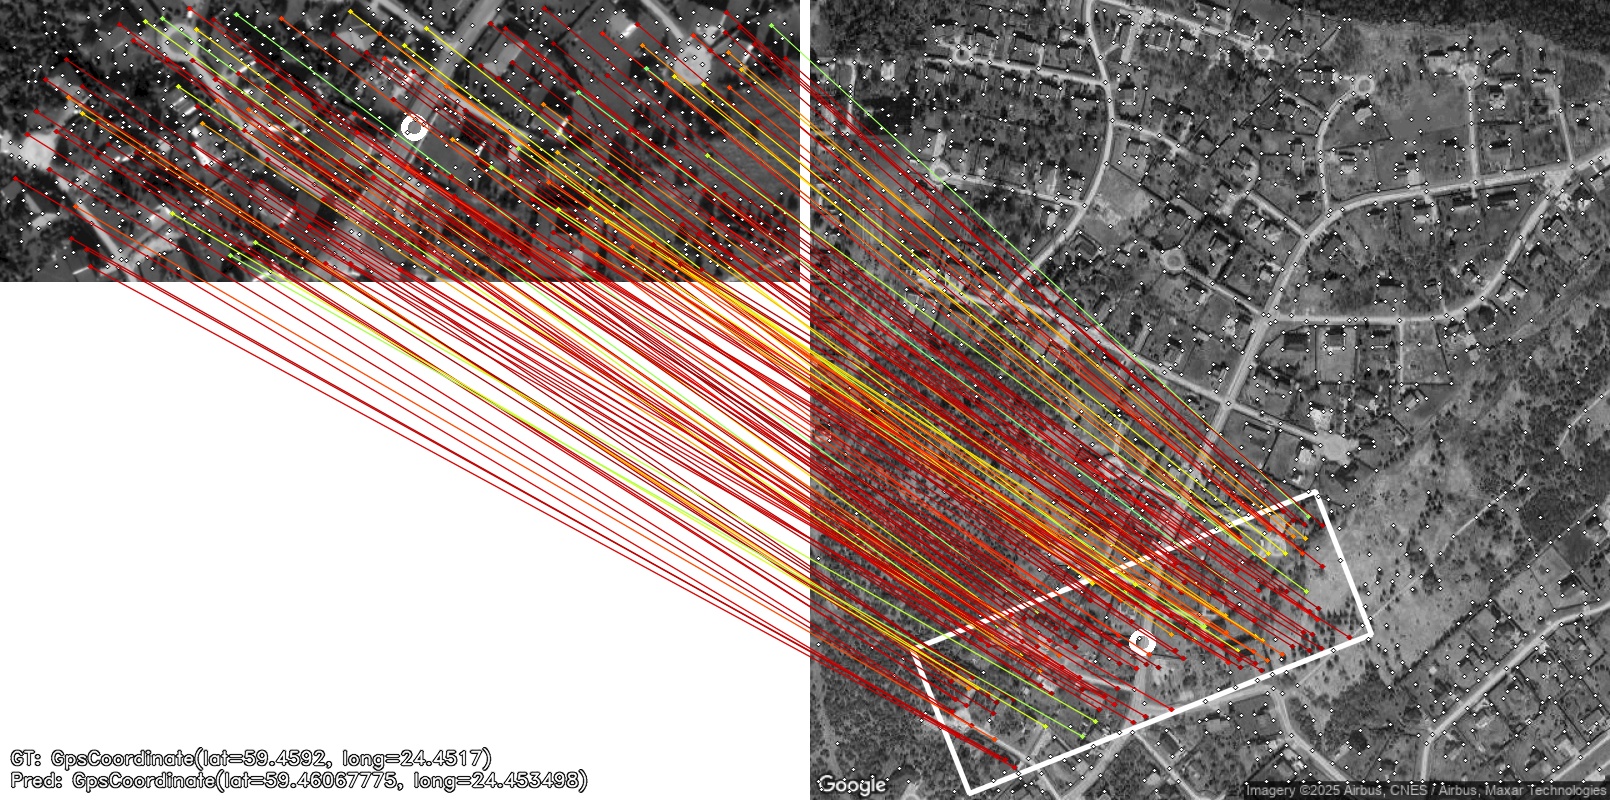 GT: GpsCoordinate(lat=59.4592, long=24.4517)
Pred: GpsCoordinate(lat=59.46067775, long=24.453498)
Google
Imagery ©2025 Airbus, CNES / Airbus, Maxar Technologies